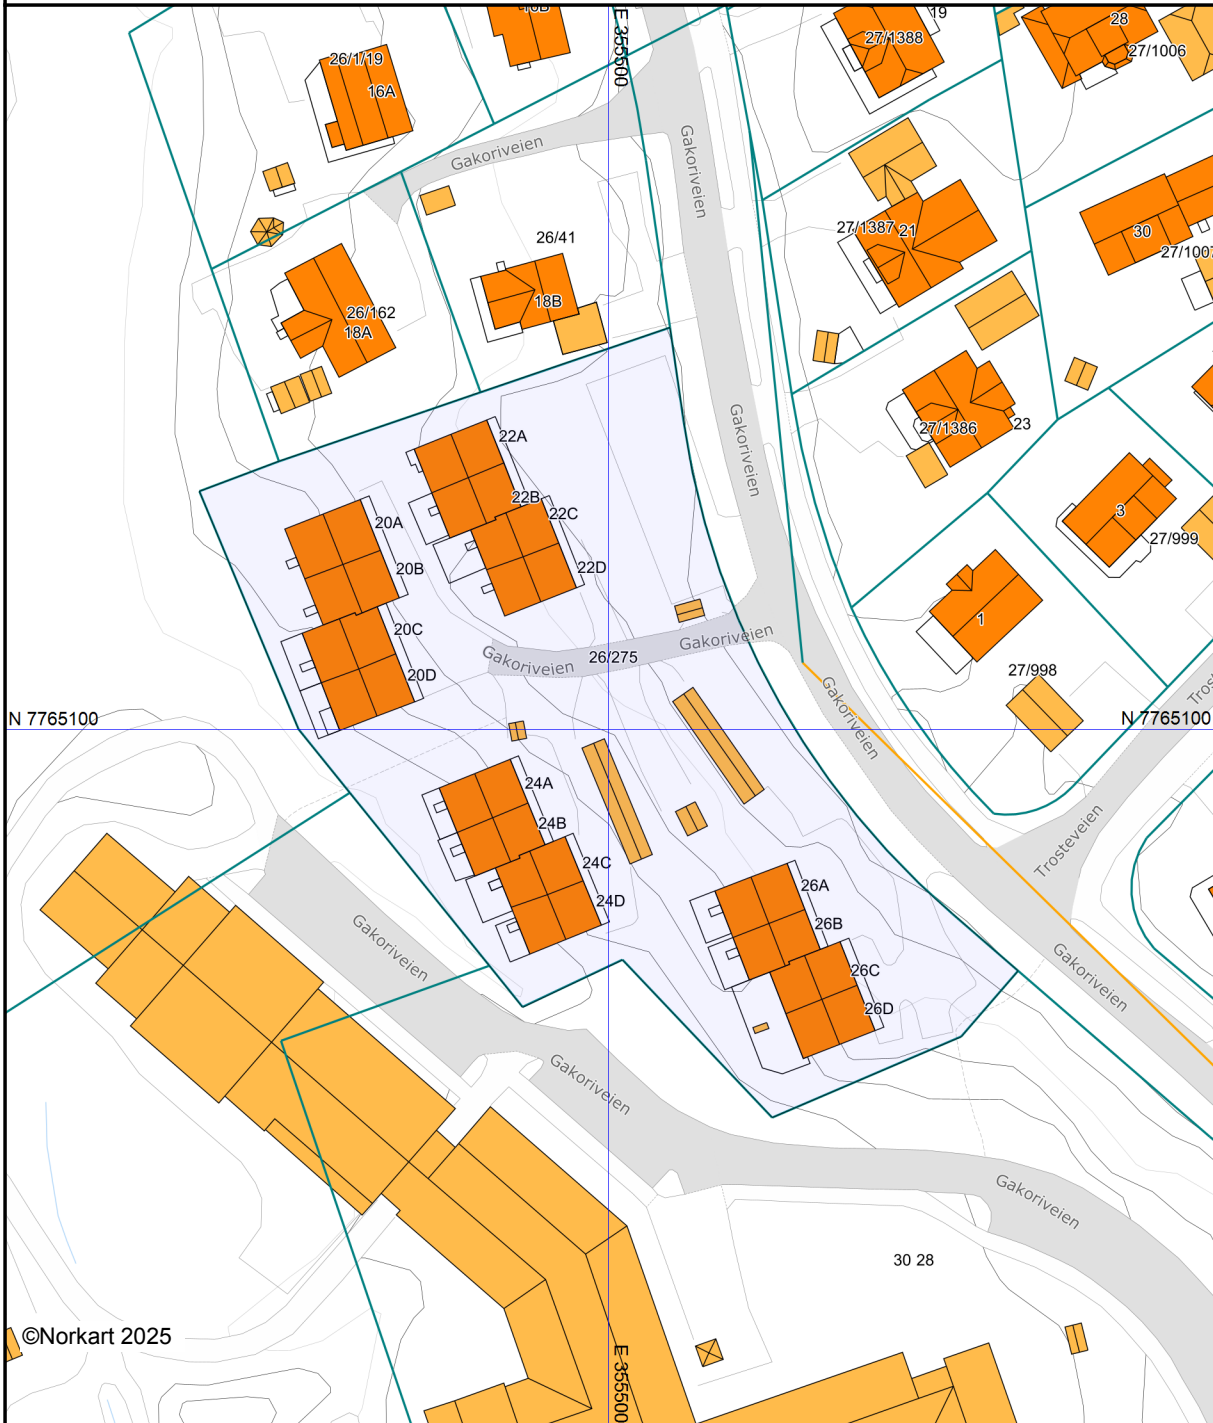 16B
E 355500
19
28
27/1388
27/1006
26/1/19
16A
Gakoriveien
Gakoriveien
26/41
27/1387 21
30
27/1007
26/162
18A
18B
22A
Gakoriveien
27/1386
23
22B
22C
20A
3
27/999
20B
22D
20C
1
Gakoriveien
Gakoriveien
26/275
20D
27/998
N 7765100
N 7765100
Gakoriveien
24A
24B
Trosteveien
24C
24D
26A
26B
Gakoriveien
26C
26D
Gakoriveien
Gakoriveien
Gakoriveien
30 28
©Norkart 2025
E 355500